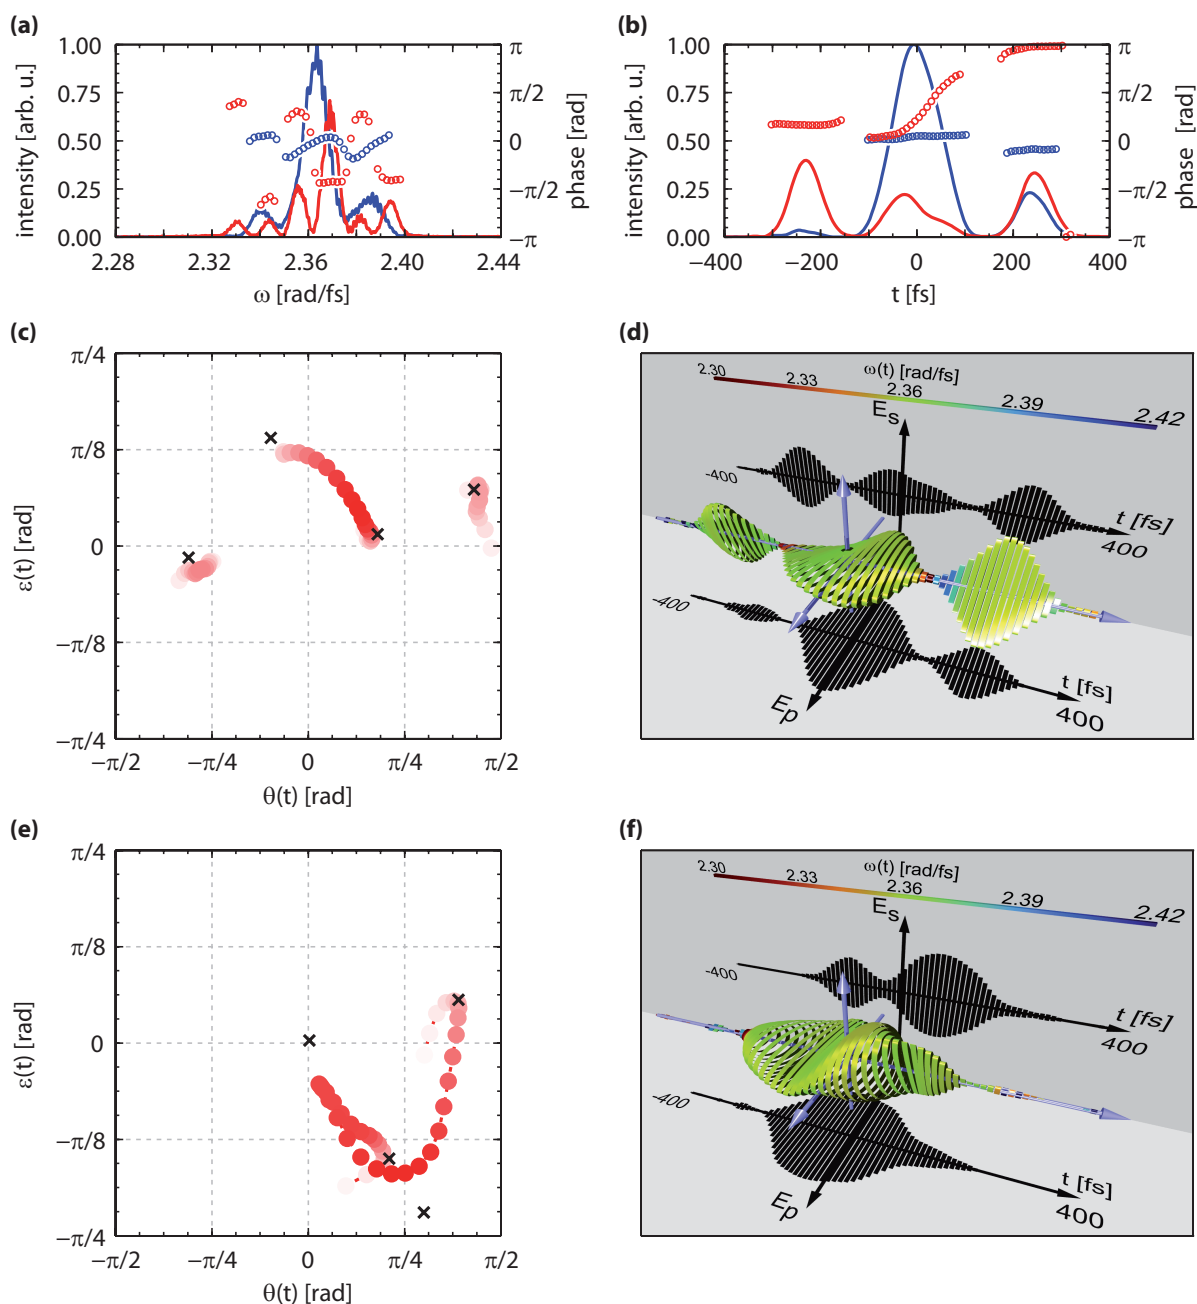 (a)
intensity [arb. u.]
1.00
0.75
0.50
0.25
0.00
π
π/2
0
−π/2
−π
phase [rad]
2.28
2.32
2.36
2.40
2.44
ω [rad/fs]
(b)
intensity [arb. u.]
1.00
0.75
0.50
0.25
0.00
π
π/2
0
−π/2
−π
phase [rad]
−400
−200
0
200
400
t [fs]
(c)
ε(t) [rad]
π/4
π/8
0
−π/8
−π/4
−π/2
−π/4
0
π/4
π/2
θ(t) [rad]
(d)
ω(t) [rad/fs]
2.30
2.33
2.36
2.39
2.42
Es
-400
t [fs]
400
-400
t [fs]
400
Ep
(e)
ε(t) [rad]
π/4
π/8
0
−π/8
−π/4
−π/2
−π/4
0
π/4
π/2
θ(t) [rad]
(f)
ω(t) [rad/fs]
2.30
2.33
2.36
2.39
2.42
Es
-400
t [fs]
400
-400
t [fs]
400
Ep